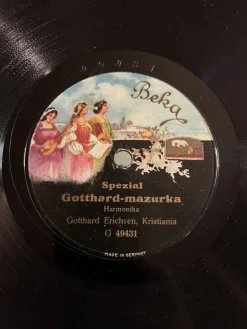 Beka
Spezial
Gotthard-mazurka
Harmonika
Gotthard Erichsen, Kristiania
G 49431
MADE IN GERMANY